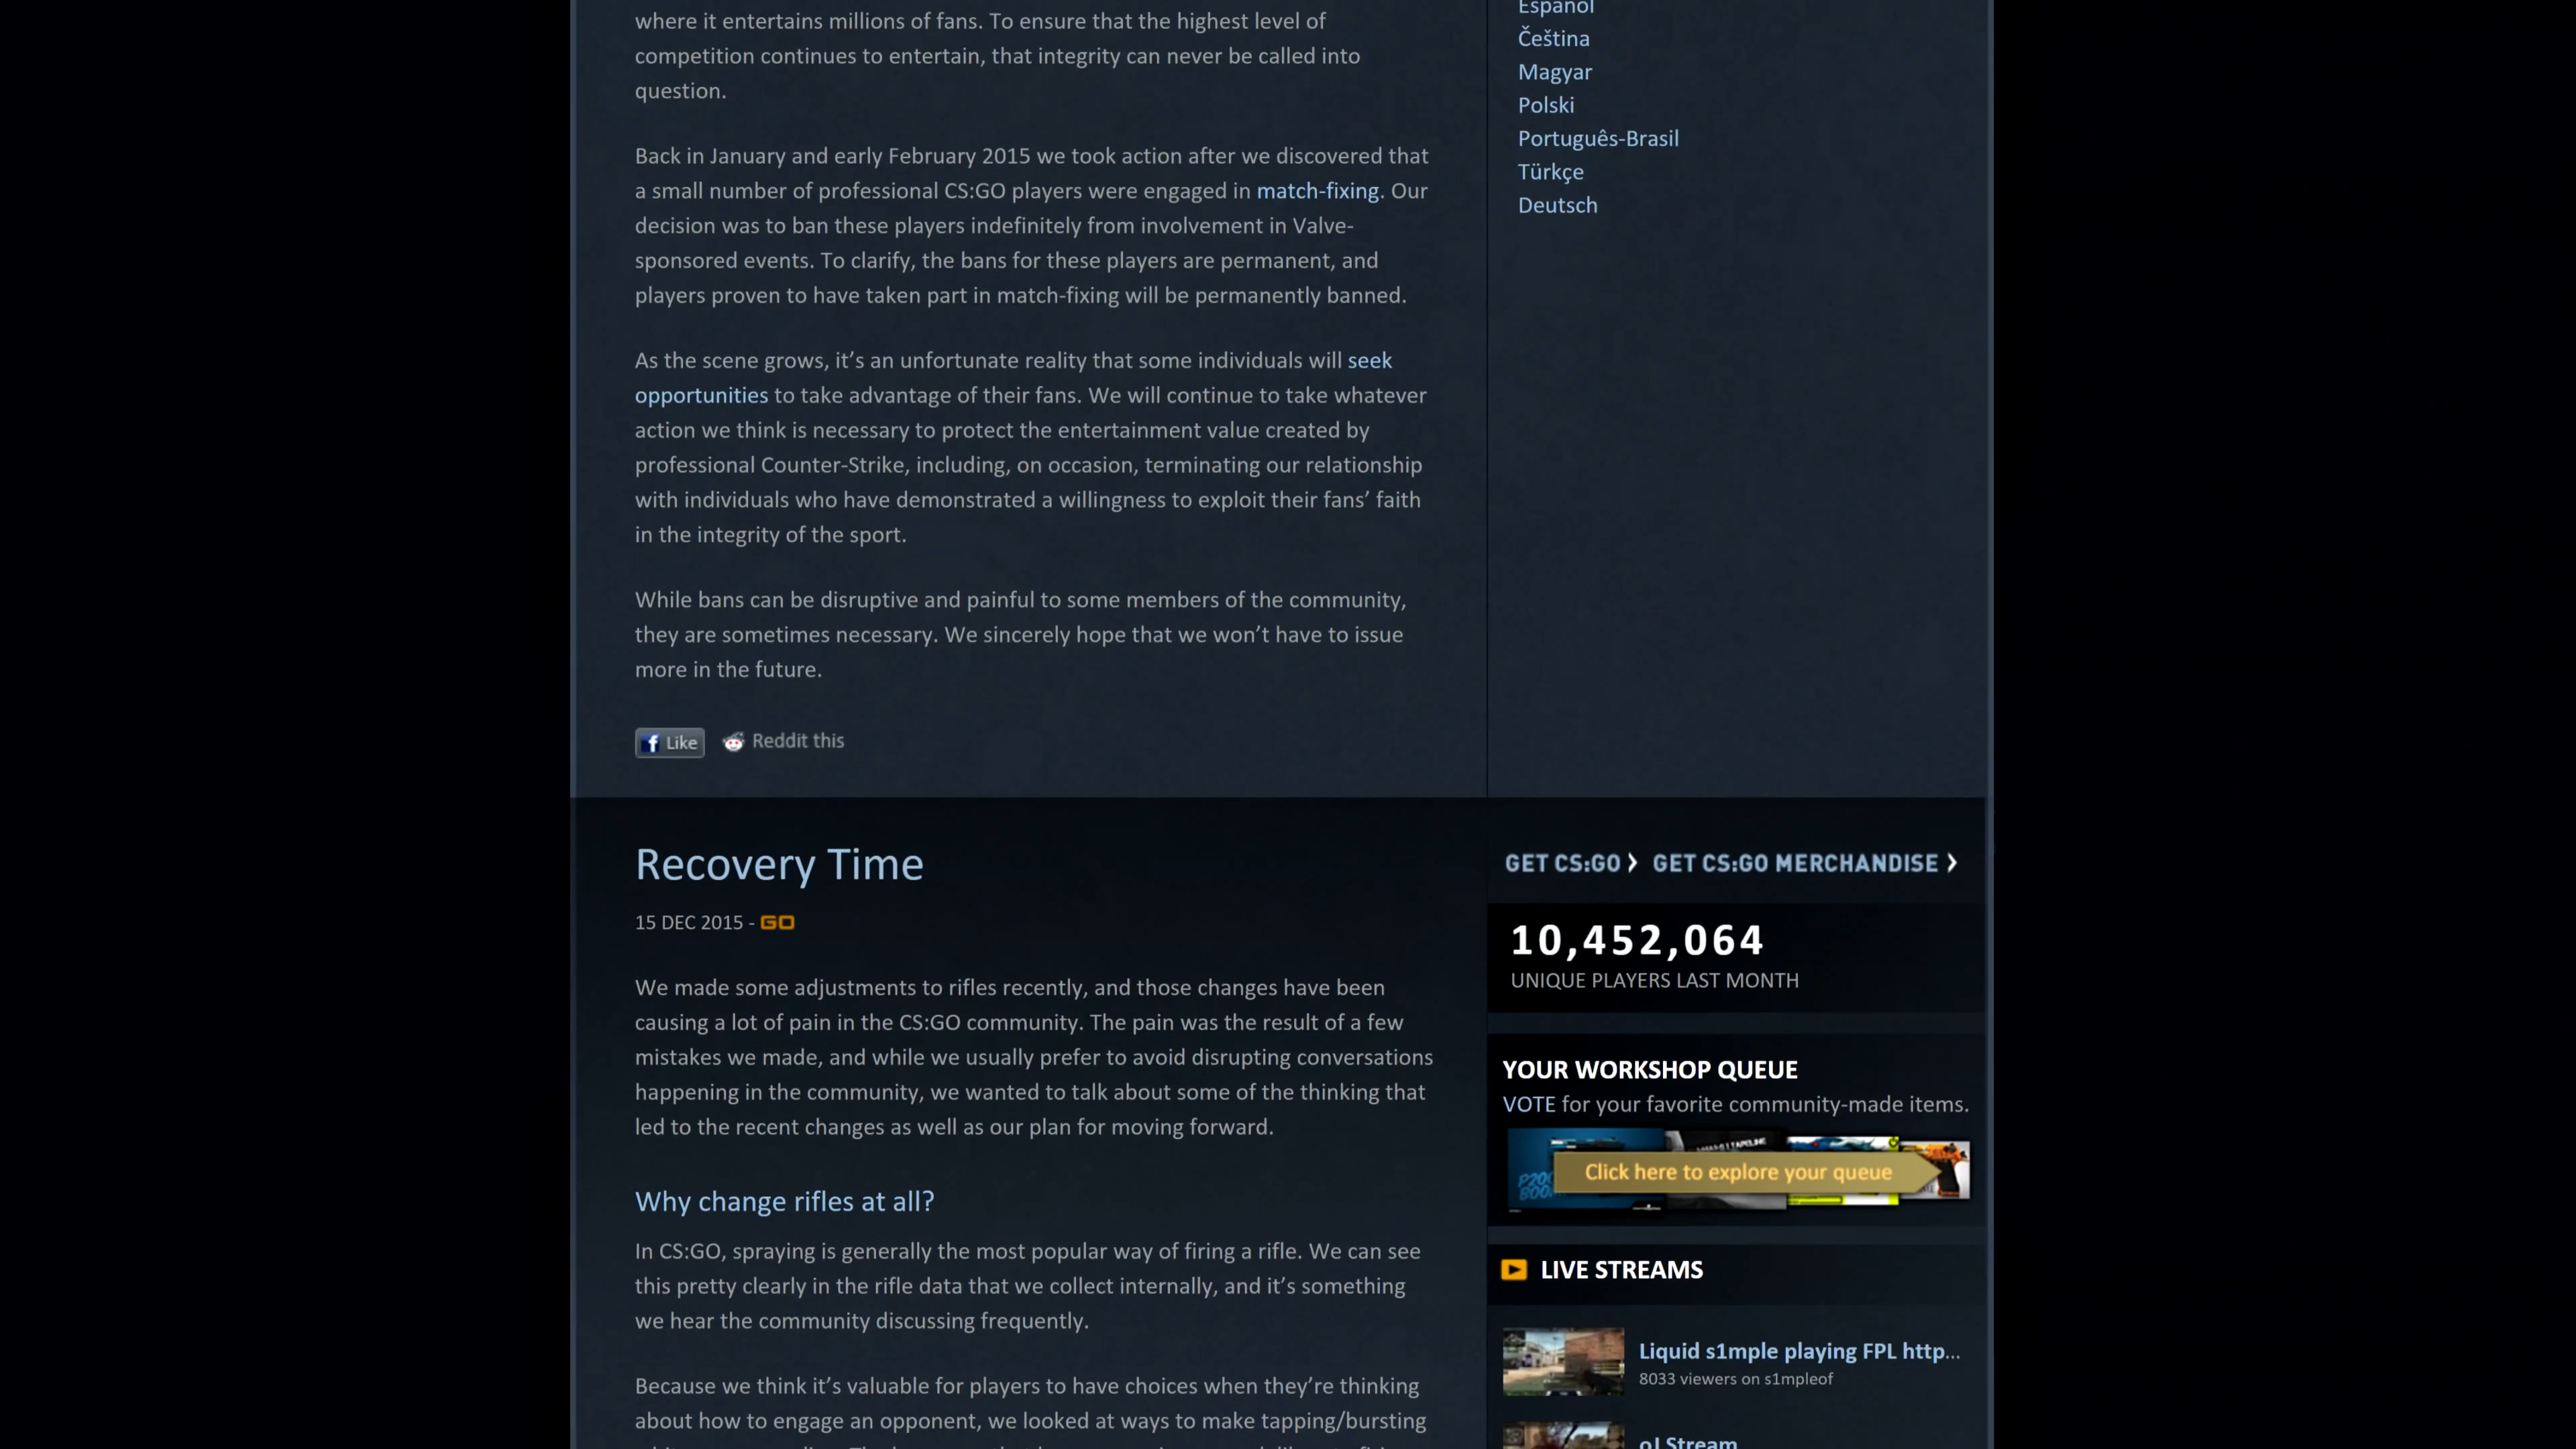 where it entertains millions of fans. To ensure that the highest level of
competition continues to entertain, that integrity can never be called into
question.
Back in January and early February 2015 we took action after we discovered that
a small number of professional CS:GO players were engaged in match-fixing. Our
decision was to ban these players indefinitely from involvement in Valve-
sponsored events. To clarify, the bans for these players are permanent, and
players proven to have taken part in match-fixing will be permanently banned.
As the scene grows, it’s an unfortunate reality that some individuals will seek
opportunities to take advantage of their fans. We will continue to take whatever
action we think is necessary to protect the entertainment value created by
professional Counter-Strike, including, on occasion, terminating our relationship
with individuals who have demonstrated a willingness to exploit their fans’ faith
in the integrity of the sport.
While bans can be disruptive and painful to some members of the community,
they are sometimes necessary. We sincerely hope that we won’t have to issue
more in the future.
Like
Reddit this
Español
Čeština
Magyar
Polski
Português-Brasil
Türkçe
Deutsch
Recovery Time
15 DEC 2015 - GO
We made some adjustments to rifles recently, and those changes have been
causing a lot of pain in the CS:GO community. The pain was the result of a few
mistakes we made, and while we usually prefer to avoid disrupting conversations
happening in the community, we wanted to talk about some of the thinking that
led to the recent changes as well as our plan for moving forward.
Why change rifles at all?
In CS:GO, spraying is generally the most popular way of firing a rifle. We can see
this pretty clearly in the rifle data that we collect internally, and it’s something
we hear the community discussing frequently.
Because we think it’s valuable for players to have choices when they’re thinking
about how to engage an opponent, we looked at ways to make tapping/bursting
GET CS:GO
GET CS:GO MERCHANDISE
10,452,064
UNIQUE PLAYERS LAST MONTH
YOUR WORKSHOP QUEUE
VOTE for your favorite community-made items.
Click here to explore your queue
LIVE STREAMS
Liquid s1mple playing FPL http...
8033 viewers on s1mpleof
Stream